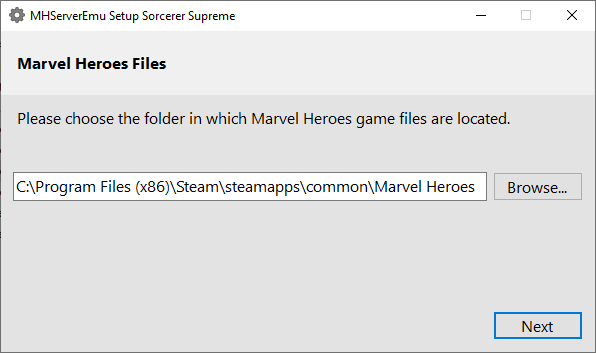 MHServerEmu Setup Sorcerer Supreme
Marvel Heroes Files
Please choose the folder in which Marvel Heroes game files are located.
C:\Program Files (x86)\Steam\steamapps\common\Marvel Heroes
Browse...
Next